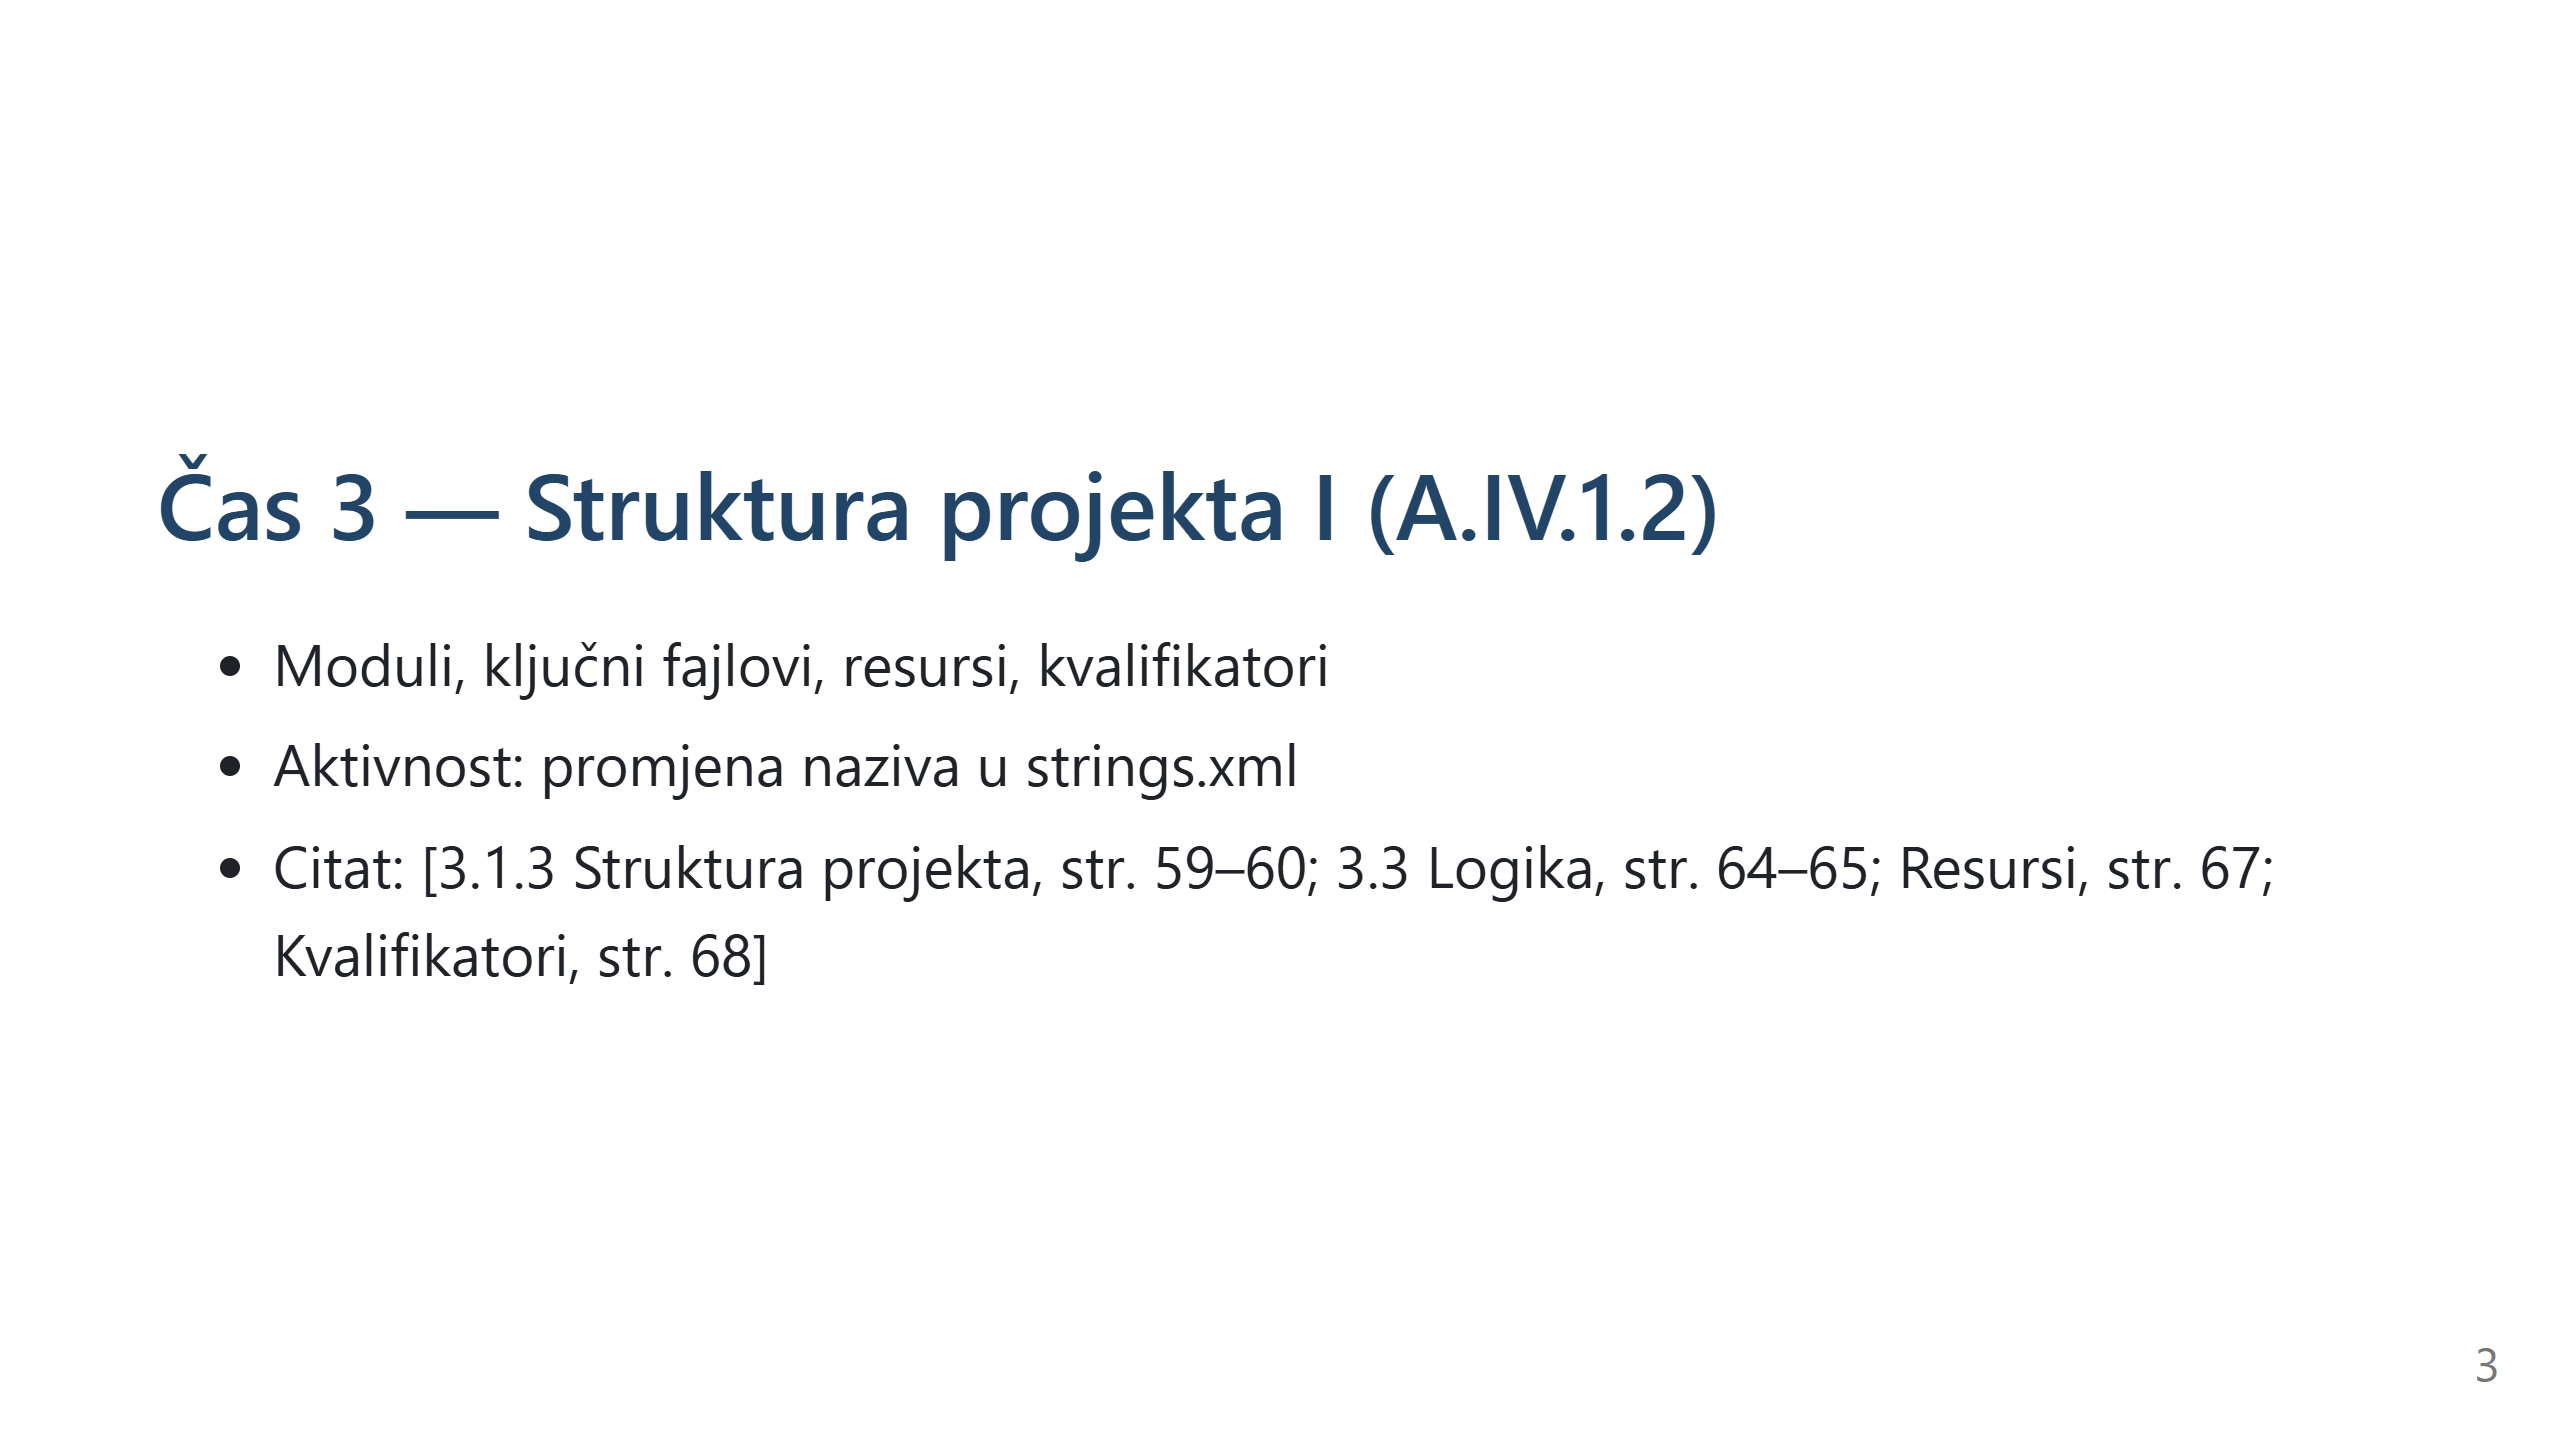 Čas 3 — Struktura projekta I (A.IV.1.2)
• Moduli, ključni fajlovi, resursi, kvalifikatori
• Aktivnost: promjena naziva u strings.xml
• Citat: [3.1.3 Struktura projekta, str. 59–60; 3.3 Logika, str. 64–65; Resursi, str. 67;
Kvalifikatori, str. 68]
3